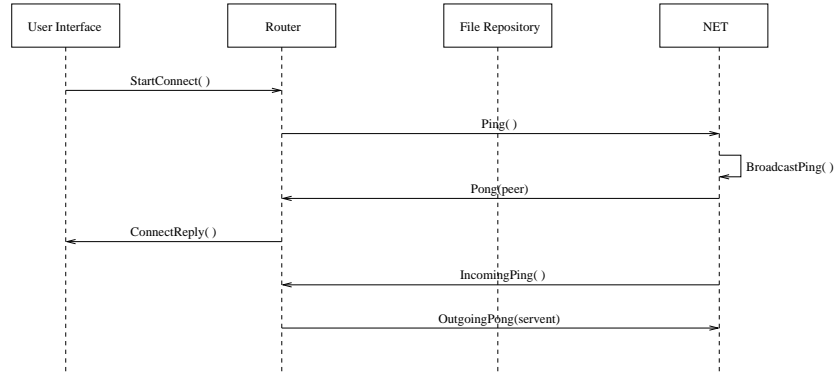 User Interface
Router
File Repository
NET
StartConnect( )
Ping( )
BroadcastPing( )
Pong(peer)
ConnectReply( )
IncomingPing( )
OutgoingPong(servent)